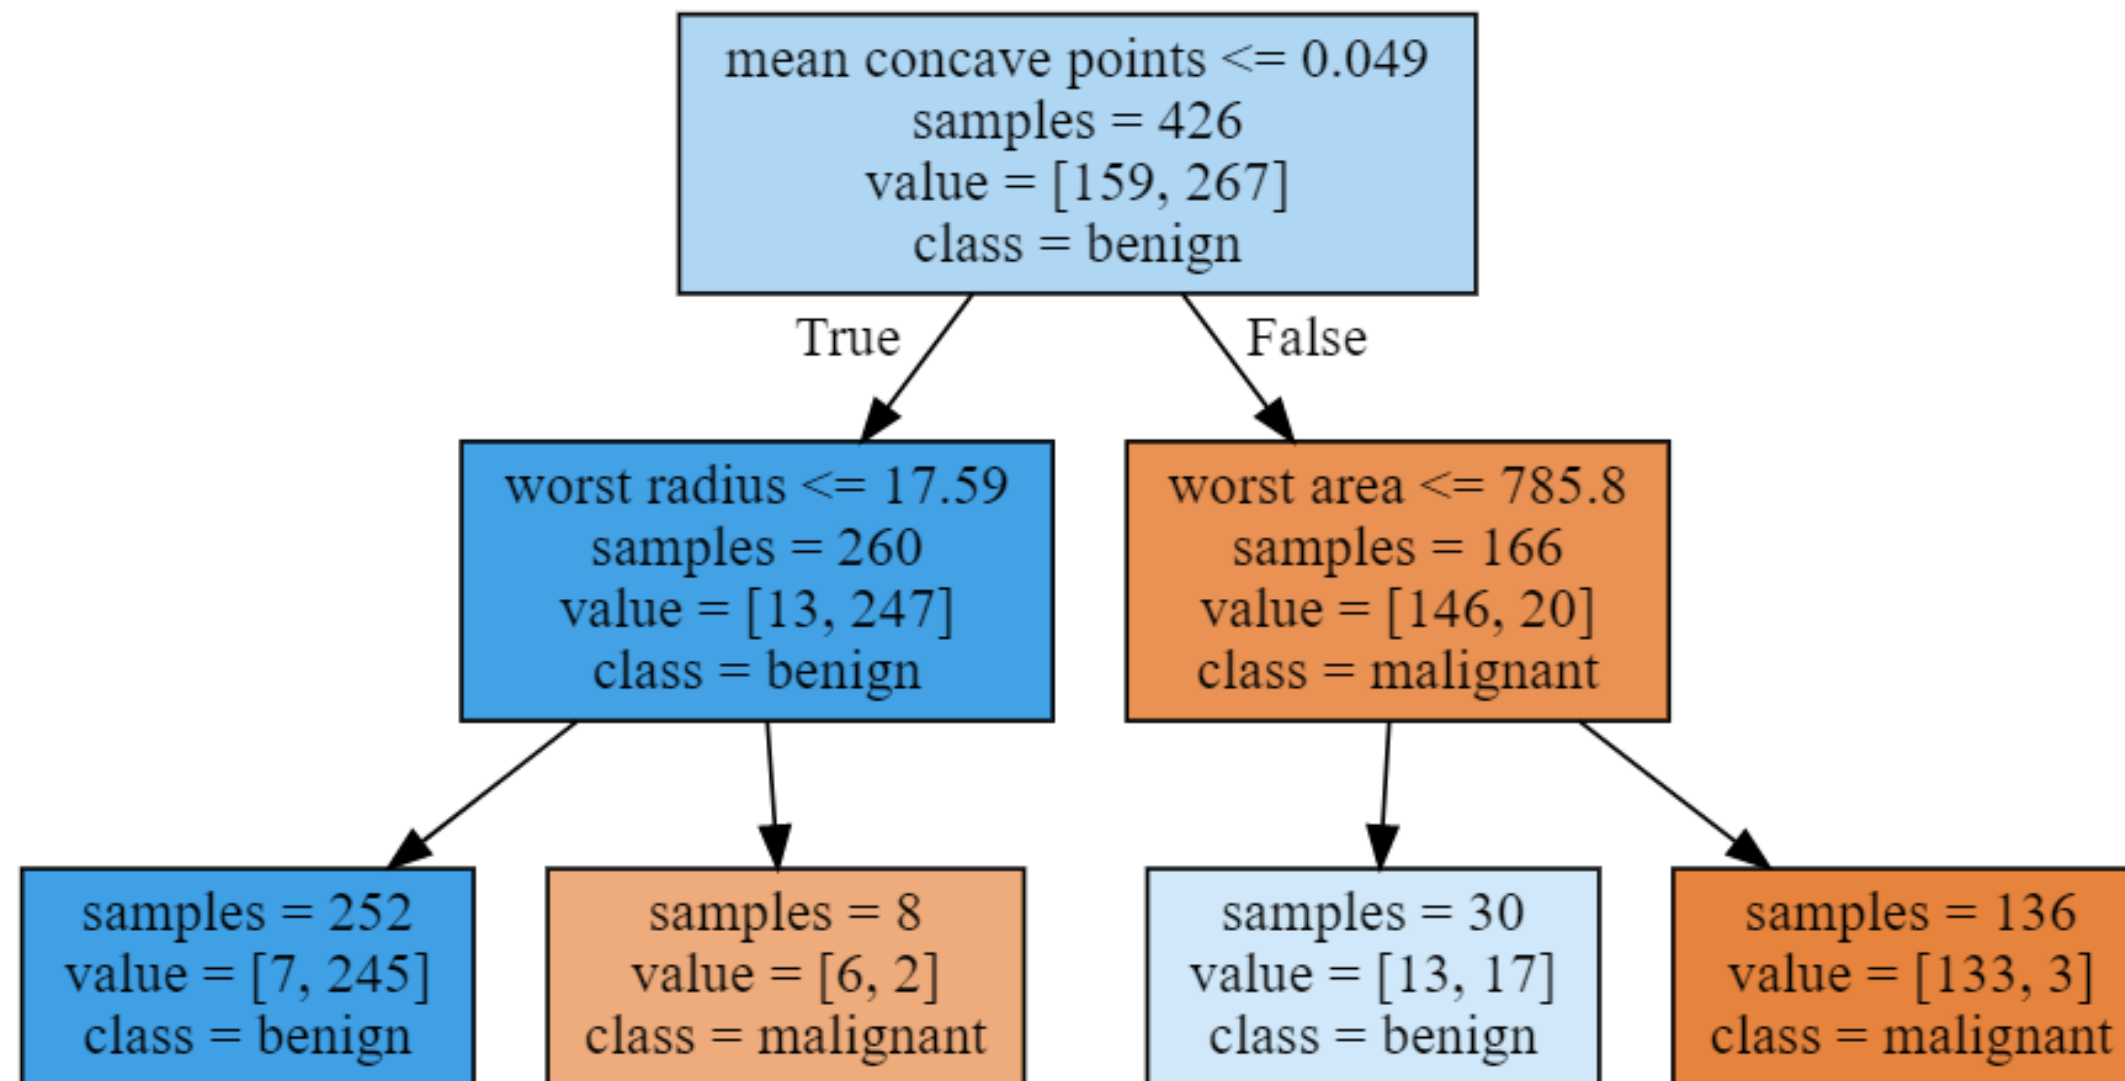 mean concave points <= 0.049
samples = 426
value = [159, 267]
class = benign
True
False
worst radius <= 17.59
samples = 260
value = [13, 247]
class = benign
worst area <= 785.8
samples = 166
value = [146, 20]
class = malignant
samples = 252
value = [7, 245]
class = benign
samples = 8
value = [6, 2]
class = malignant
samples = 30
value = [13, 17]
class = benign
samples = 136
value = [133, 3]
class = malignant